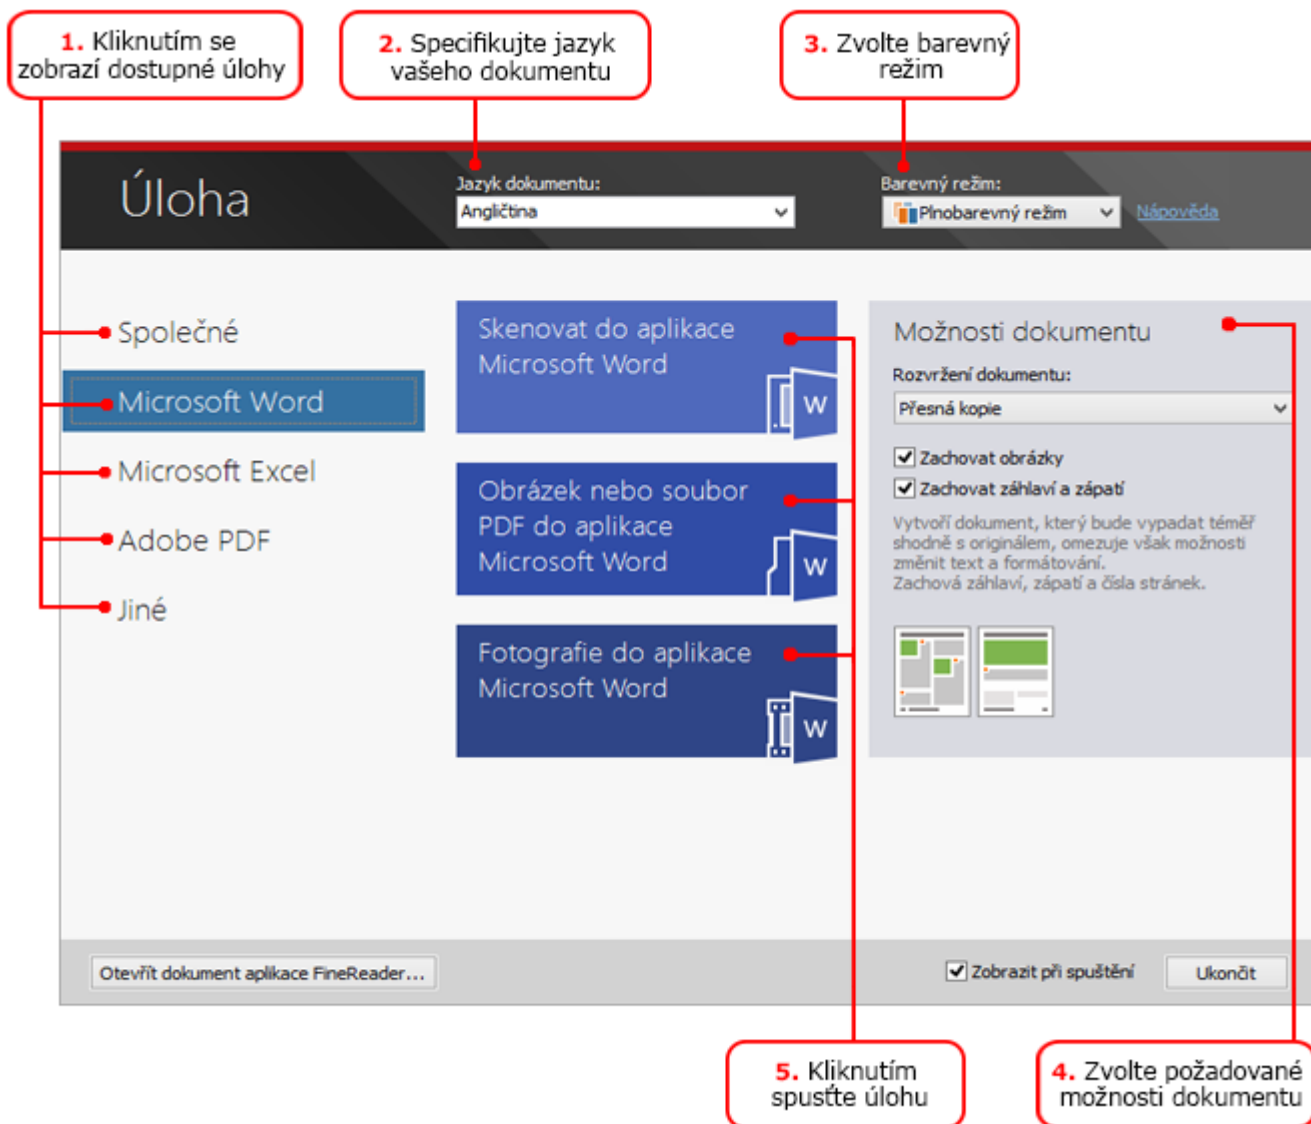 1. Kliknutím se
zobrazí dostupné úlohy
2. Specifikujte jazyk
vašeho dokumentu
3. Zvolte barevný
režim
Úloha
Jazyk dokumentu:
Angličtina
Barevný režim:
Plnobarevný režim
Nápověda
Společné
Microsoft Word
Microsoft Excel
Adobe PDF
Jiné
Skenovat do aplikace
Microsoft Word
W
Obrázek nebo soubor
PDF do aplikace
Microsoft Word
W
Fotografie do aplikace
Microsoft Word
W
Možnosti dokumentu
Rozvržení dokumentu:
Přesná kopie
Zachovat obrázky
Zachovat záhlaví a zápatí
Vytvoří dokument, který bude vypadat téměř
shodně s originálem, omezuje však možnosti
změnit text a formátování.
Zachová záhlaví, zápatí a čísla stránek.
Otevřít dokument aplikace FineReader...
Zobrazit při spuštění
Ukončit
5. Kliknutím
spusťte úlohu
4. Zvolte požadované
možnosti dokumentu